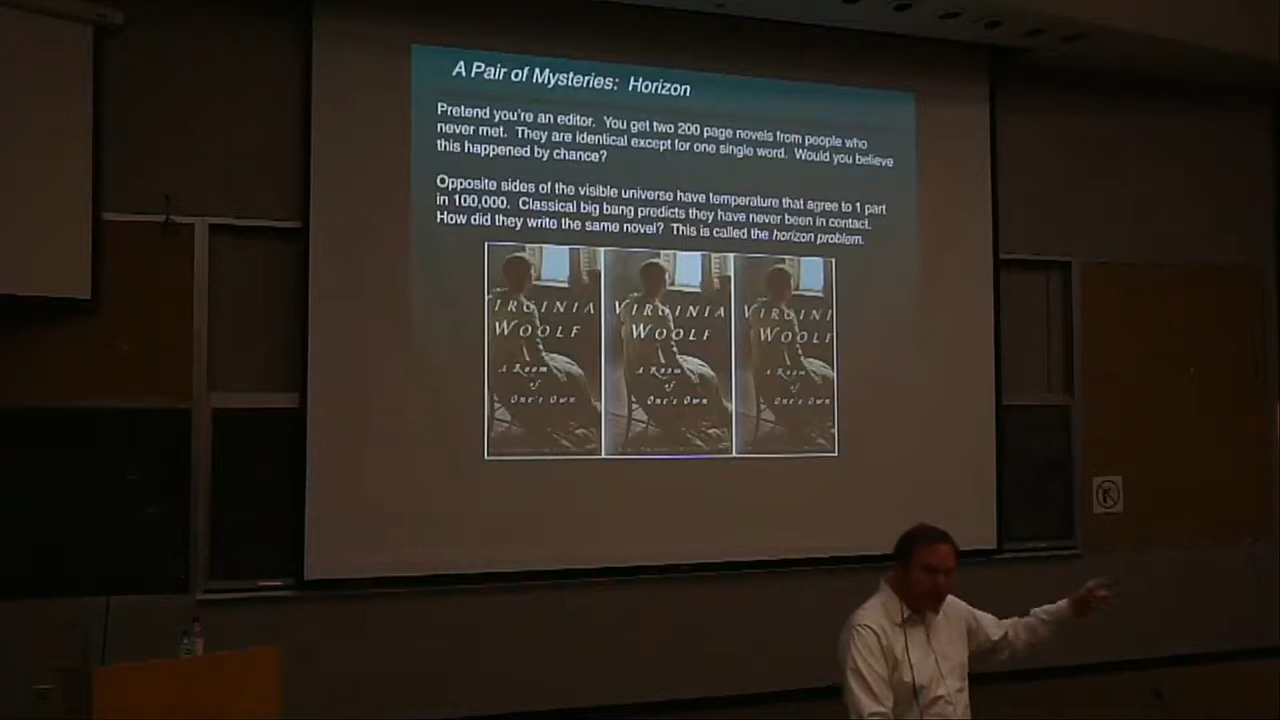 A Pair of Mysteries: Horizon
Pretend you're an editor. You get two 200 page novels from people who
never met. They are identical except for one single word. Would you believe
this happened by chance?
Opposite sides of the visible universe have temperature that agree to 1 part
in 100,000. Classical big bang predicts they have never been in contact.
How did they write the same novel? This is called the horizon problem.
IRGINIA
WOOLF
A Room
of
One's Own
VIRGINIA
WOOLF
A Room
of
One's Own
VIRGINI
WOOLF
A Room
of
One's Own